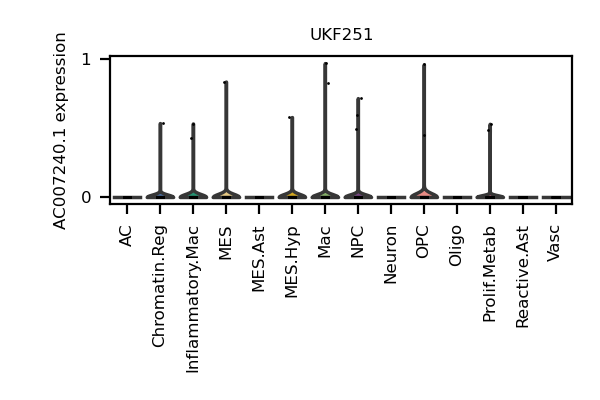 UKF251
AC007240.1 expression
1
0
AC
Chromatin.Reg
Inflammatory.Mac
MES
MES.Ast
MES.Hyp
Mac
NPC
Neuron
OPC
Oligo
Prolif.Metab
Reactive.Ast
Vasc